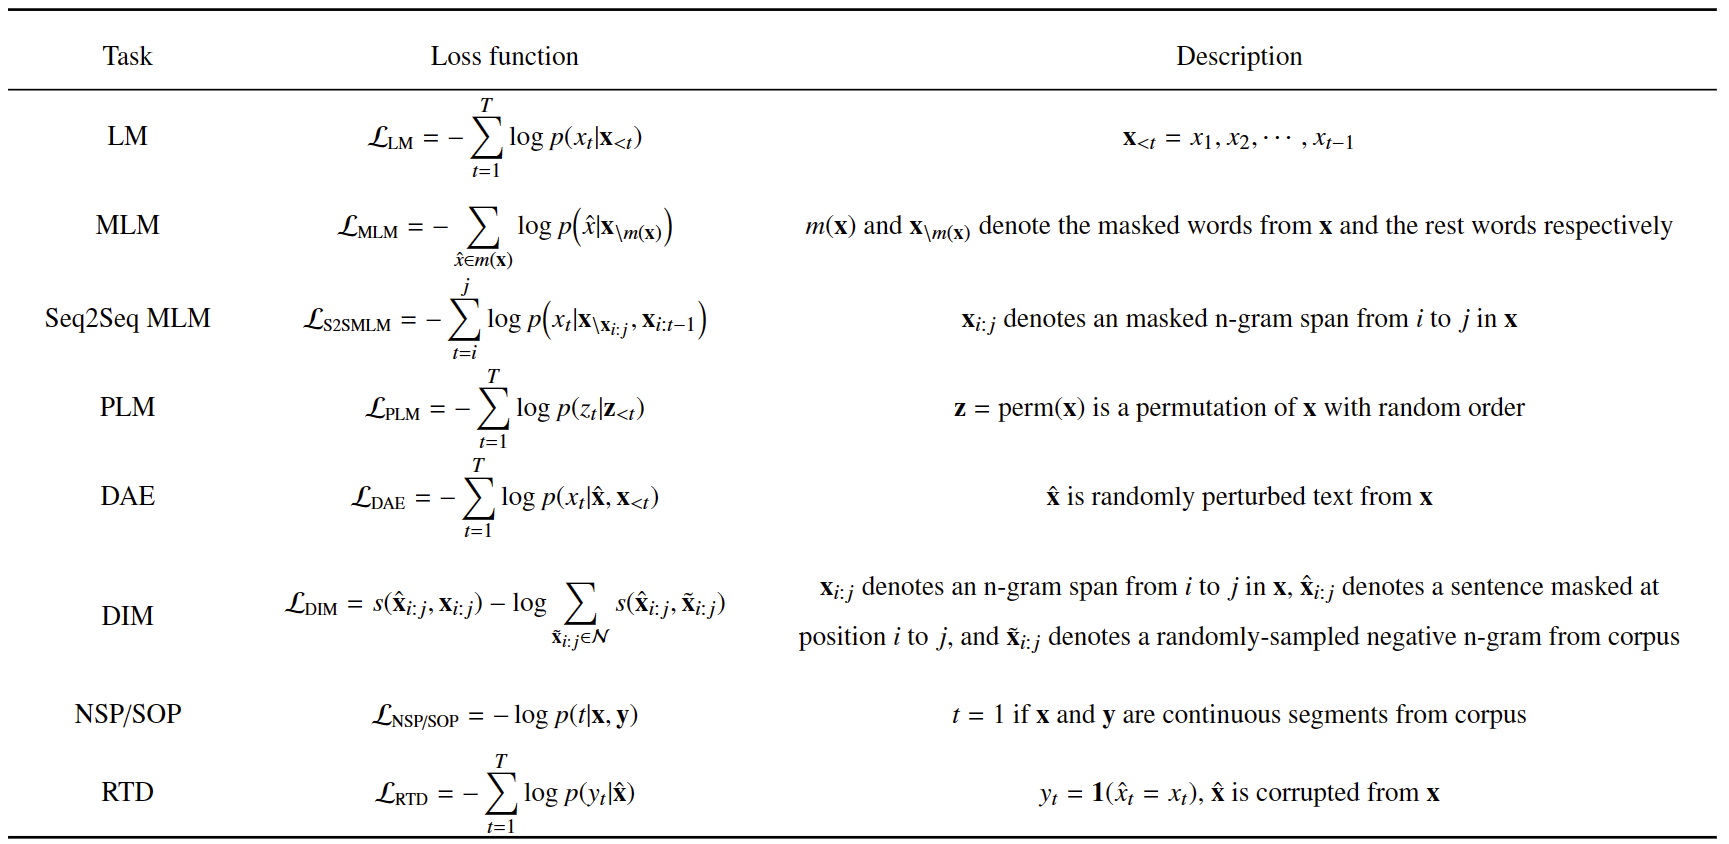 Task Loss function Description
LM $\mathcal{L}_{\text{LM}} = -\sum_{t=1}^{T} \log p(x_t|\mathbf{x}_{<t})$ $\mathbf{x}_{<t} = x_1, x_2, \cdots, x_{t-1}$
MLM $\mathcal{L}_{\text{MLM}} = -\sum_{\hat{x} \in m(\mathbf{x})} \log p\left(\hat{x}|\mathbf{x}_{\backslash m(\mathbf{x})}\right)$ $m(\mathbf{x})$ and $\mathbf{x}_{\backslash m(\mathbf{x})}$ denote the masked words from $\mathbf{x}$ and the rest words respectively
Seq2Seq MLM $\mathcal{L}_{\text{S2SMLM}} = -\sum_{t=i}^{j} \log p\left(x_t|\mathbf{x}_{\backslash \mathbf{x}_{i:j}}, \mathbf{x}_{i:t-1}\right)$ $\mathbf{x}_{i:j}$ denotes an masked n-gram span from $i$ to $j$ in $\mathbf{x}$
PLM $\mathcal{L}_{\text{PLM}} = -\sum_{t=1}^{T} \log p(z_t|\mathbf{z}_{<t})$ $\mathbf{z} = \text{perm}(\mathbf{x})$ is a permutation of $\mathbf{x}$ with random order
DAE $\mathcal{L}_{\text{DAE}} = -\sum_{t=1}^{T} \log p(x_t|\hat{\mathbf{x}}, \mathbf{x}_{<t})$ $\hat{\mathbf{x}}$ is randomly perturbed text from $\mathbf{x}$
DIM $\mathcal{L}_{\text{DIM}} = s(\hat{\mathbf{x}}_{i:j}, \mathbf{x}_{i:j}) - \log \sum_{\tilde{\mathbf{x}}_{i:j} \in \mathcal{N}} s(\hat{\mathbf{x}}_{i:j}, \tilde{\mathbf{x}}_{i:j})$ $\mathbf{x}_{i:j}$ denotes an n-gram span from $i$ to $j$ in $\mathbf{x}$, $\hat{\mathbf{x}}_{i:j}$ denotes a sentence masked at
position $i$ to $j$, and $\tilde{\mathbf{x}}_{i:j}$ denotes a randomly-sampled negative n-gram from corpus
NSP/SOP $\mathcal{L}_{\text{NSP/SOP}} = -\log p(t|\mathbf{x}, \mathbf{y})$ $t = 1$ if $\mathbf{x}$ and $\mathbf{y}$ are continuous segments from corpus
RTD $\mathcal{L}_{\text{RTD}} = -\sum_{t=1}^{T} \log p(y_t|\hat{\mathbf{x}})$ $y_t = \mathbf{1}(\hat{x}_t = x_t)$, $\hat{\mathbf{x}}$ is corrupted from $\mathbf{x}$